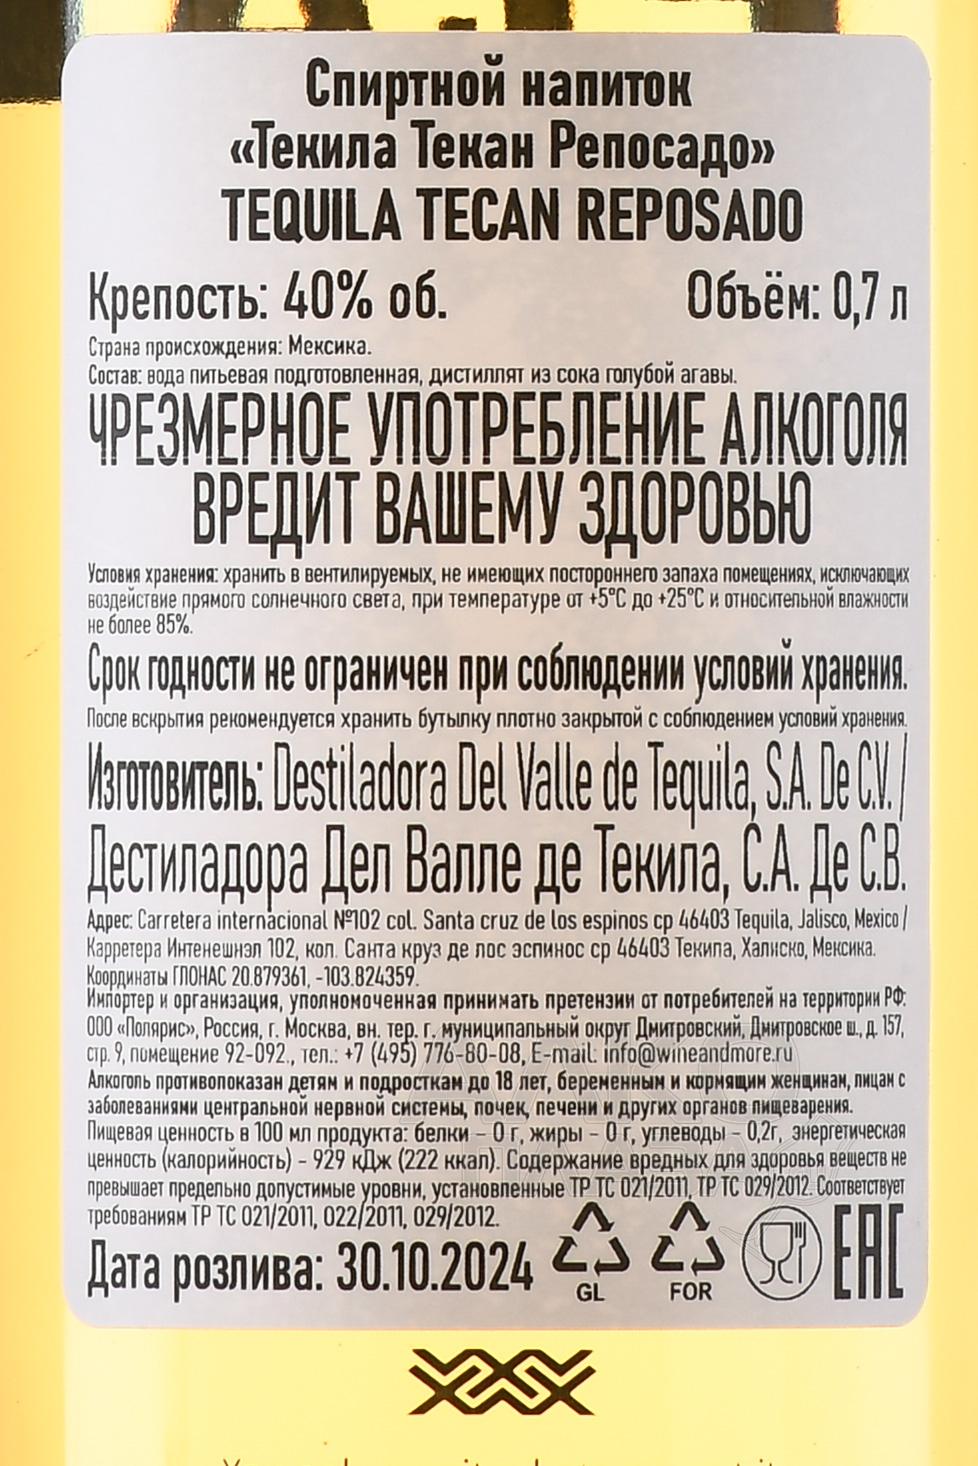 Спиртной напиток
«Текила Текан Репосадо»
TEQUILA TECAN REPOSADO
Крепость: 40% об. Объём: 0,7 л
Страна происхождения: Мексика.
Состав: вода питьевая подготовленная, дистиллят из сока голубой агавы.
ЧРЕЗМЕРНОЕ УПОТРЕБЛЕНИЕ АЛКОГОЛЯ
ВРЕДИТ ВАШЕМУ ЗДОРОВЬЮ
Условия хранения: хранить в вентилируемых, не имеющих постороннего запаха помещениях, исключающих
воздействие прямого солнечного света, при температуре от +5°С до +25°С и относительной влажности
не более 85%.
Срок годности не ограничен при соблюдении условий хранения.
После вскрытия рекомендуется хранить бутылку плотно закрытой с соблюдением условий хранения.
Изготовитель: Destiladora Del Valle de Tequila, S.A. De C.V. /
Дестиладора Дел Валле де Текила, С.А. Де С.В.
Адрес: Carretera internacional №102 col. Santa cruz de los espinos cp 46403 Tequila, Jalisco, Mexico /
Карретера Интенешнэл 102, кол. Санта круз де лос эспинос ср 46403 Текила, Халиско, Мексика.
Координаты ГЛОНАС 20.879361, -103.824359.
Импортер и организация, уполномоченная принимать претензии от потребителей на территории РФ:
ООО «Полярис», Россия, г. Москва, вн. тер. г. муниципальный округ Дмитровский, Дмитровское ш., д. 157,
стр. 9, помещение 92-092., тел.: +7 (495) 776-80-08, E-mail: info@wineandmore.ru
Алкоголь противопоказан детям и подросткам до 18 лет, беременным и кормящим женщинам, лицам с
заболеваниями центральной нервной системы, почек, печени и других органов пищеварения.
Пищевая ценность в 100 мл продукта: белки – 0 г, жиры – 0 г, углеводы – 0,2г, энергетическая
ценность (калорийность) – 929 кДж (222 ккал). Содержание вредных для здоровья веществ не
превышает предельно допустимые уровни, установленные ТР ТС 021/2011, ТР ТС 029/2012. Соответствует
требованиям ТР ТС 021/2011, 022/2011, 029/2012.
Дата розлива: 30.10.2024 GL FOR EAC